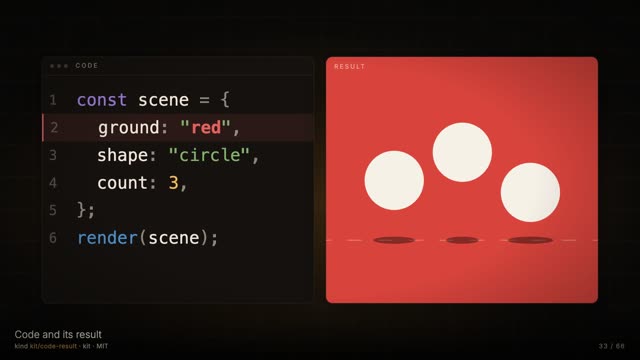 CODE
1 const scene = {
2 ground: "red",
3 shape: "circle",
4 count: 3,
5 };
6 render(scene);
RESULT
Code and its result
kind kit/code-result · kit · MIT
33 / 66